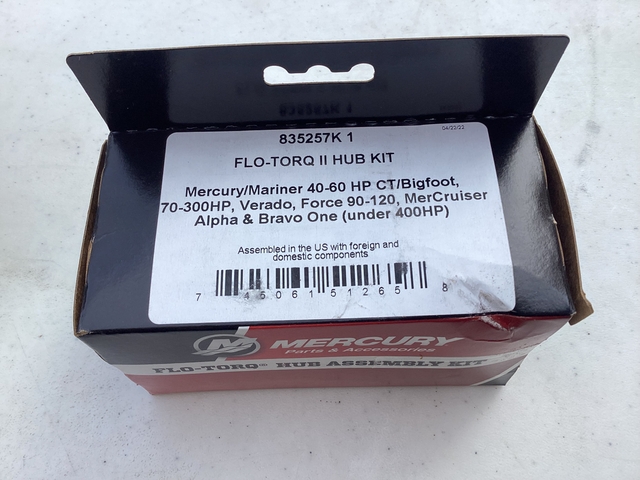 835257K 1
04/22/22
FLO-TORQ II HUB KIT
Mercury/Mariner 40-60 HP CT/Bigfoot,
70-300HP, Verado, Force 90-120, MerCruiser
Alpha & Bravo One (under 400HP)
Assembled in the US with foreign and
domestic components
7 45061 51265 8
MERCURY
Parts & Accessories
FLO-TORQ® HUB ASSEMBLY KIT